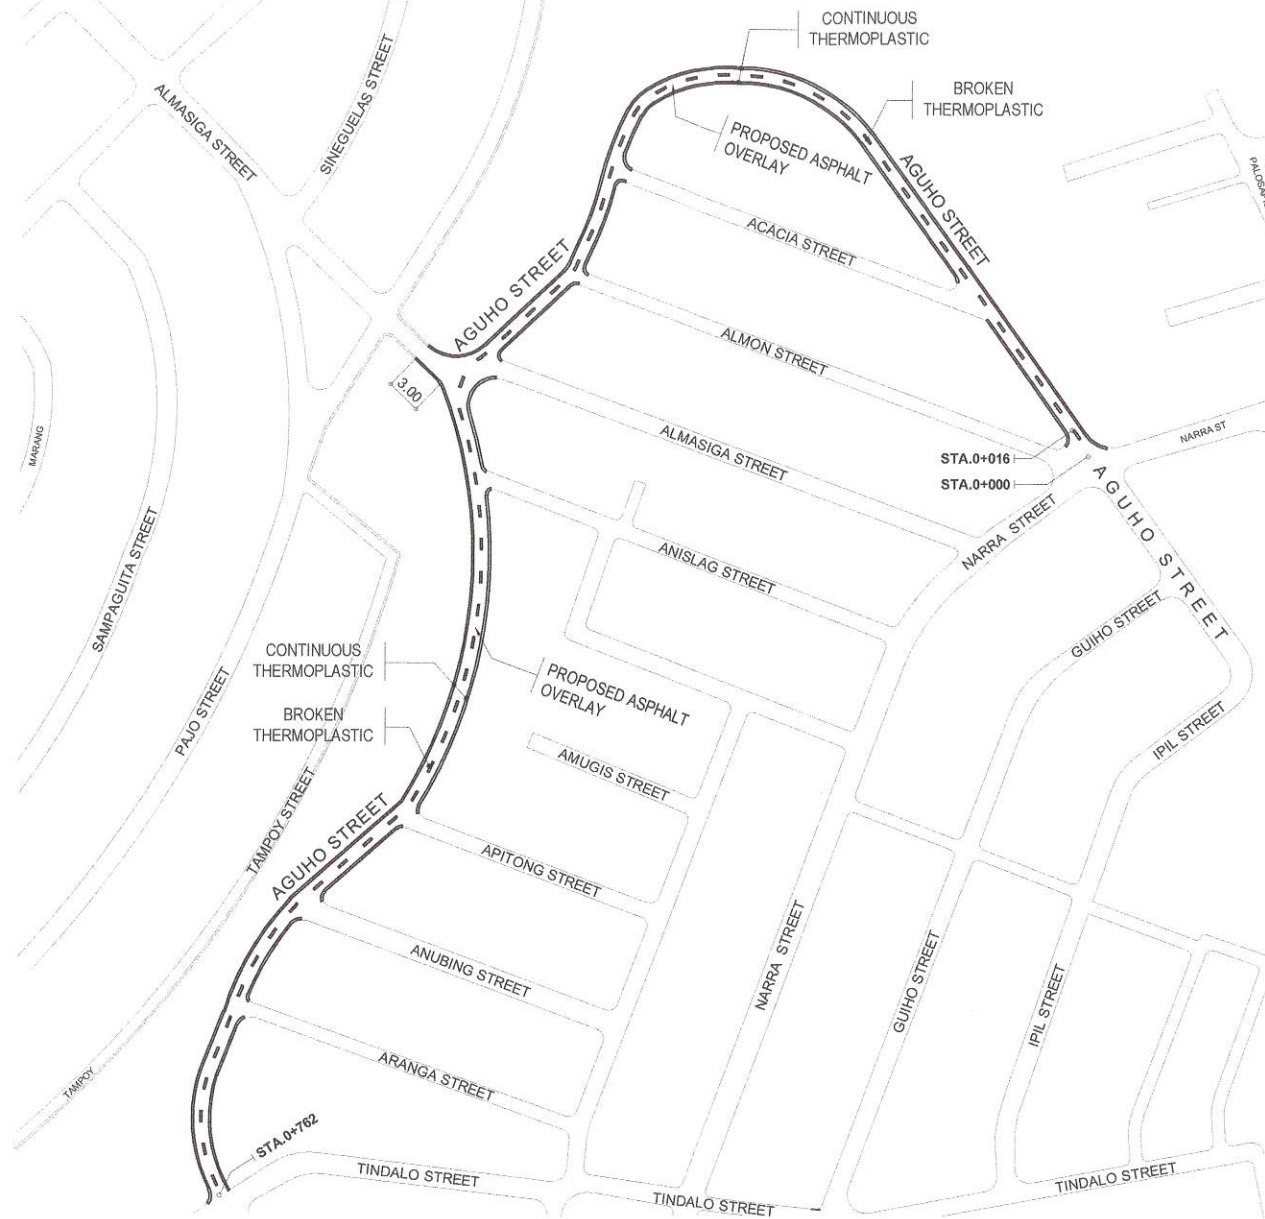 CONTINUOUS
THERMOPLASTIC
BROKEN
THERMOPLASTIC
PROPOSED ASPHALT
OVERLAY
ALMASIGA STREET
SINEGUELAS STREET
AGUHO STREET
ACACIA STREET
AGUHO STREET
ALMON STREET
3.00
MARANG
ALMASIGA STREET
NARRA ST
STA.0+016
STA.0+000
AGUHO STREET
NARRA STREET
SAMPAGUITA STREET
ANISLAG STREET
GUIHO STREET
CONTINUOUS
THERMOPLASTIC
PROPOSED ASPHALT
OVERLAY
BROKEN
THERMOPLASTIC
PAJO STREET
IPIL STREET
AMUGIS STREET
TAMPOY STREET
AGUHO STREET
APITONG STREET
ANUBING STREET
NARRA STREET
GUIHO STREET
IPIL STREET
ARANGA STREET
TAMPOY
STA.0+762
TINDALO STREET
TINDALO STREET
TINDALO STREET